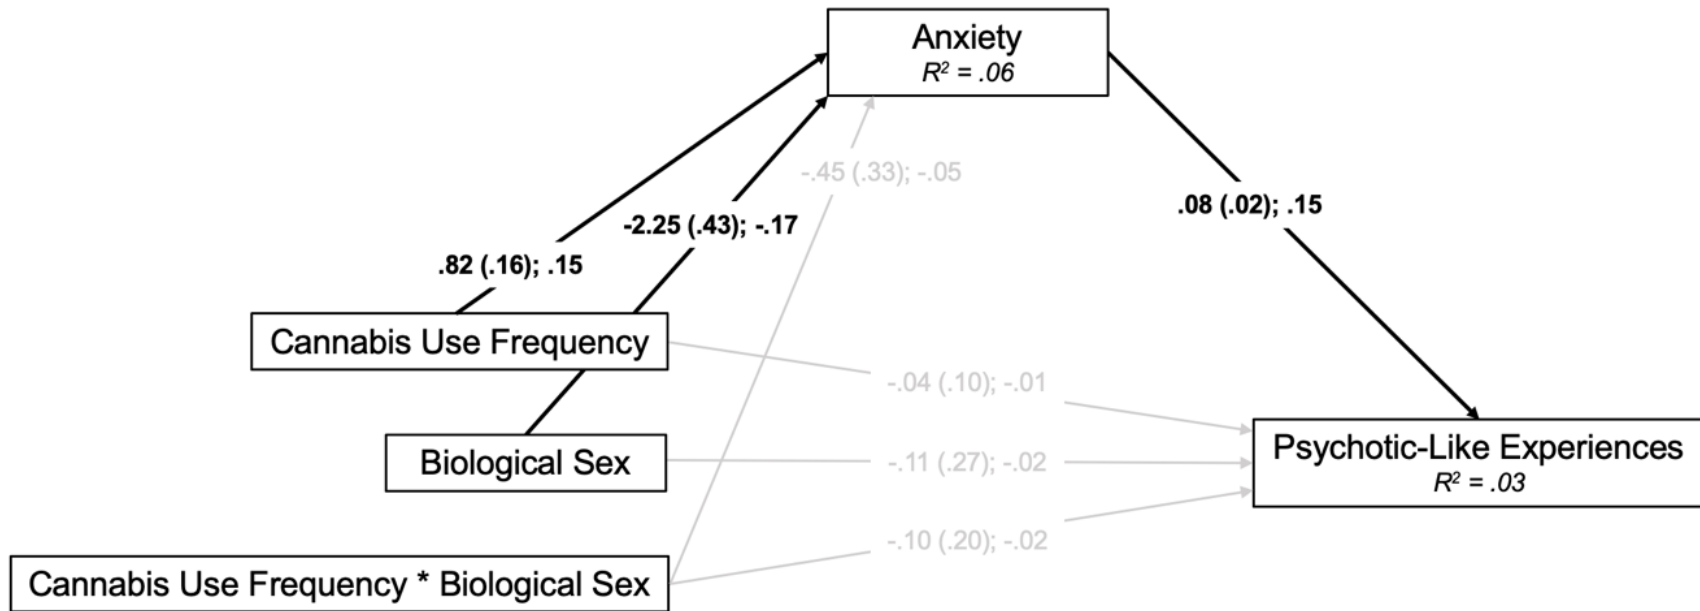 Anxiety
R² = .06
-.45 (.33); -.05
.08 (.02); .15
-2.25 (.43); -.17
.82 (.16); .15
Cannabis Use Frequency
-.04 (.10); -.01
Biological Sex
-.11 (.27); -.02
Psychotic-Like Experiences
R² = .03
-.10 (.20); -.02
Cannabis Use Frequency * Biological Sex